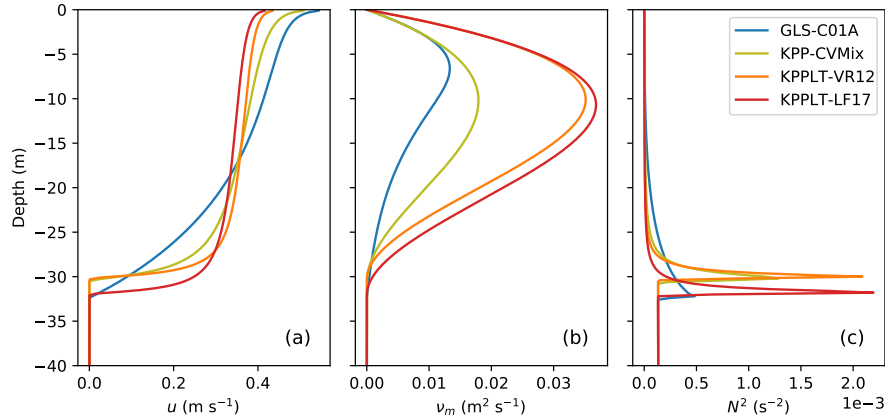 0
−5
−10
−15
−20
−25
−30
−35
−40
Depth (m)
0.0 0.2 0.4
u (m s⁻¹)
(a)
0.00 0.01 0.02 0.03
νₘ (m² s⁻¹)
(b)
GLS-C01A
KPP-CVMix
KPPLT-VR12
KPPLT-LF17
0.0 0.5 1.0 1.5 2.0
1e−3
N² (s⁻²)
(c)